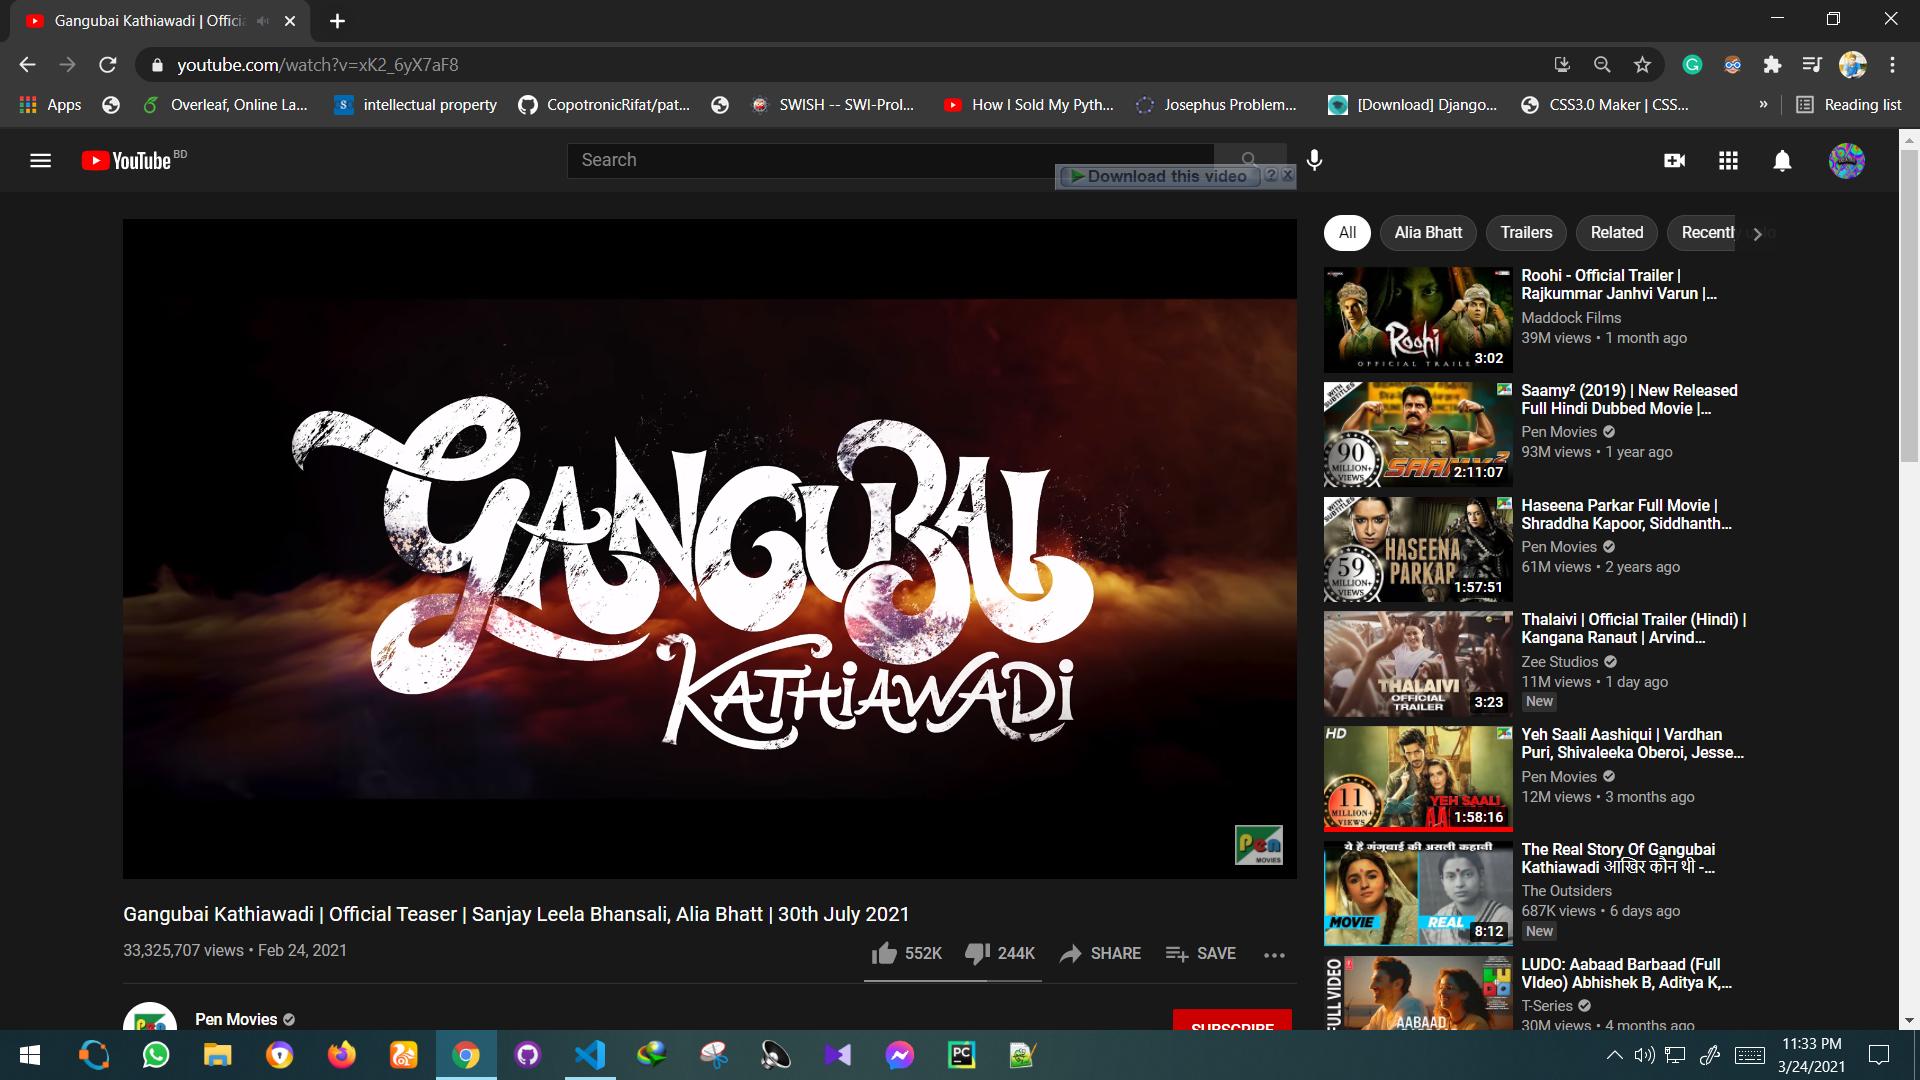 Gangubai Kathiawadi | Offici
youtube.com/watch?v=xK2_6yX7aF8
Apps
Overleaf, Online La...
intellectual property
CopotronicRifat/pat...
SWISH -- SWI-Prol...
How I Sold My Pyth...
Josephus Problem...
[Download] Django...
CSS3.0 Maker | CSS...
»
Reading list
YouTube BD
Search
Download this video
All
Alia Bhatt
Trailers
Related
Recently
GANGUBAI
KATHIAWADI
Pen
MOVIES
Gangubai Kathiawadi | Official Teaser | Sanjay Leela Bhansali, Alia Bhatt | 30th July 2021
33,325,707 views • Feb 24, 2021
552K
244K
SHARE
SAVE
Pen Movies
SUBSCRIBE
Roohi
OFFICIAL TRAILE
3:02
Roohi - Official Trailer |
Rajkummar Janhvi Varun |...
Maddock Films
39M views • 1 month ago
WITH
SUBTITLES
90
MILLION+
VIEWS
SAAMY²
2:11:07
Saamy² (2019) | New Released
Full Hindi Dubbed Movie |...
Pen Movies
93M views • 1 year ago
WITH
SUBTITLES
59
MILLION+
VIEWS
HASEENA
PARKAR
1:57:51
Haseena Parkar Full Movie |
Shraddha Kapoor, Siddhanth...
Pen Movies
61M views • 2 years ago
THALAIVI
OFFICIAL
TRAILER
3:23
Thalaivi | Official Trailer (Hindi) |
Kangana Ranaut | Arvind...
Zee Studios
11M views • 1 day ago
New
HD
11
MILLION+
VIEWS
YEH SAALI
1:58:16
Yeh Saali Aashiqui | Vardhan
Puri, Shivaleeka Oberoi, Jesse...
Pen Movies
12M views • 3 months ago
ये है गंगूबाई की असली कहानी
MOVIE
REAL
8:12
The Real Story Of Gangubai
Kathiawadi आखिर कौन थी -...
The Outsiders
687K views • 6 days ago
New
FULL VIDEO
AABAAD
LUDO: Aabaad Barbaad (Full
VIdeo) Abhishek B, Aditya K,...
T-Series
30M views • 4 months ago
PC
11:33 PM
3/24/2021